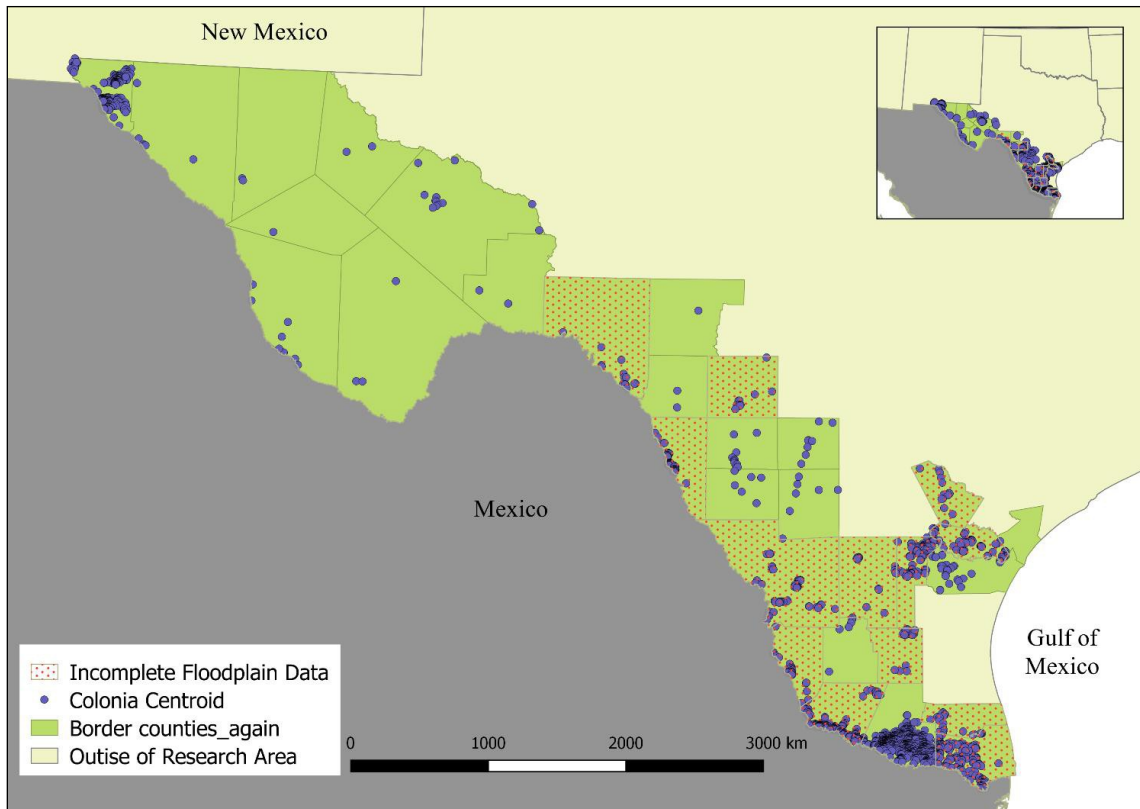 New Mexico
Mexico
Gulf of
Mexico
Incomplete Floodplain Data
Colonia Centroid
Border counties_again
Outise of Research Area
0 1000 2000 3000 km